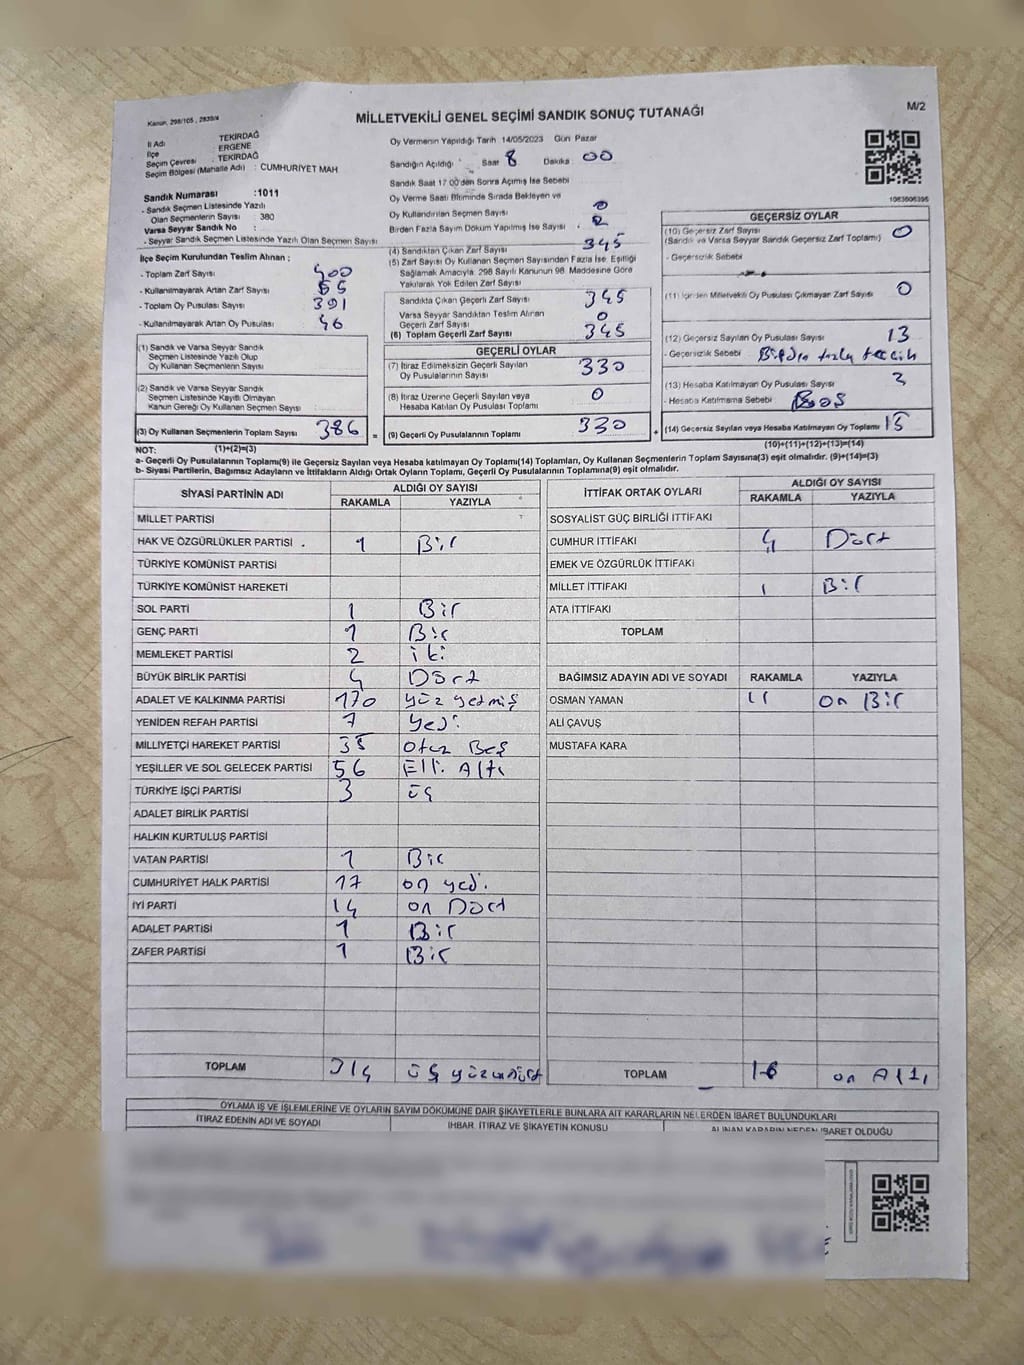 Kanun, 298/105 , 2839/4
MİLLETVEKİLİ GENEL SEÇİMİ SANDIK SONUÇ TUTANAĞI
M/2
İl Adı : TEKİRDAĞ
İlçe : ERGENE
Seçim Çevresi : TEKİRDAĞ
Seçim Bölgesi (Mahalle Adı) : CUMHURİYET MAH
Sandık Numarası :1011
- Sandık Seçmen Listesinde Yazılı
Olan Seçmenlerin Sayısı : 380
Varsa Seyyar Sandık No :
- Seyyar Sandık Seçmen Listesinde Yazılı Olan Seçmen Sayısı
Oy Vermenin Yapıldığı Tarih 14/05/2023 Gün Pazar
Sandığın Açıldığı : Saat 8 Dakika 00
Sandık Saat 17:00'den Sonra Açılmış İse Sebebi
Oy Verme Saati Bitiminde Sırada Bekleyen ve
Oy Kullandırılan Seçmen Sayısı 0
Birden Fazla Sayım Döküm Yapılmış İse Sayısı : 2
1083606395
İlçe Seçim Kurulundan Teslim Alınan :
- Toplam Zarf Sayısı 400
- Kullanılmayarak Artan Zarf Sayısı 55
- Toplam Oy Pusulası Sayısı 391
- Kullanılmayarak Artan Oy Pusulası 46
(1) Sandık ve Varsa Seyyar Sandık
Seçmen Listesinde Yazılı Olup
Oy Kullanan Seçmenlerin Sayısı
(2) Sandık ve Varsa Seyyar Sandık
Seçmen Listesinde Kayıtlı Olmayan
Kanun Gereği Oy Kullanan Seçmen Sayısı
(3) Oy Kullanan Seçmenlerin Toplam Sayısı 386
(4) Sandıktan Çıkan Zarf Sayısı 345
(5) Zarf Sayısı Oy Kullanan Seçmen Sayısından Fazla İse, Eşitliği
Sağlamak Amacıyla, 298 Sayılı Kanunun 98. Maddesine Göre
Yakılarak Yok Edilen Zarf Sayısı
Sandıkta Çıkan Geçerli Zarf Sayısı 345
Varsa Seyyar Sandıktan Teslim Alınan
Geçerli Zarf Sayısı 0
(6) Toplam Geçerli Zarf Sayısı 345
GEÇERLİ OYLAR
(7) İtiraz Edilmeksizin Geçerli Sayılan
Oy Pusulalarının Sayısı 330
(8) İtiraz Üzerine Geçerli Sayılan veya
Hesaba Katılan Oy Pusulası Toplamı 0
= (9) Geçerli Oy Pusulalarının Toplamı 330
GEÇERSİZ OYLAR
(10) Geçersiz Zarf Sayısı 0
(Sandık ve Varsa Seyyar Sandık Geçersiz Zarf Toplamı)
- Geçersizlik Sebebi
(11) İçinden Milletvekili Oy Pusulası Çıkmayan Zarf Sayısı 0
(12) Geçersiz Sayılan Oy Pusulası Sayısı 13
- Geçersizlik Sebebi Birden fazla tercih
(13) Hesaba Katılmayan Oy Pusulası Sayısı
- Hesaba Katılmama Sebebi Boş
+ (14) Geçersiz Sayılan veya Hesaba Katılmayan Oy Toplamı 15
NOT: (1)+(2)=(3)
(10)+(11)+(12)+(13)=(14)
a- Geçerli Oy Pusulalarının Toplamı(9) ile Geçersiz Sayılan veya Hesaba katılmayan Oy Toplamı(14) Toplamları, Oy Kullanan Seçmenlerin Toplam Sayısına(3) eşit olmalıdır. (9)+(14)=(3)
b- Siyasi Partilerin, Bağımsız Adayların ve İttifakların Aldığı Ortak Oyların Toplamı, Geçerli Oy Pusulalarının Toplamına(9) eşit olmalıdır.
SİYASİ PARTİNİN ADI ALDIĞI OY SAYISI
RAKAMLA YAZIYLA
MİLLET PARTİSİ
HAK VE ÖZGÜRLÜKLER PARTİSİ 1 Bir
TÜRKİYE KOMÜNİST PARTİSİ
TÜRKİYE KOMÜNİST HAREKETİ
SOL PARTİ 1 Bir
GENÇ PARTİ 1 Bir
MEMLEKET PARTİSİ 2 iki
BÜYÜK BİRLİK PARTİSİ 4 Dört
ADALET VE KALKINMA PARTİSİ 170 yüz yetmiş
YENİDEN REFAH PARTİSİ 7 yedi
MİLLİYETÇİ HAREKET PARTİSİ 35 otuz Beş
YEŞİLLER VE SOL GELECEK PARTİSİ 56 Elli Altı
TÜRKİYE İŞÇİ PARTİSİ 3 üç
ADALET BİRLİK PARTİSİ
HALKIN KURTULUŞ PARTİSİ
VATAN PARTİSİ 1 Bir
CUMHURİYET HALK PARTİSİ 17 on yedi
İYİ PARTİ 14 on Dört
ADALET PARTİSİ 1 Bir
ZAFER PARTİSİ 1 Bir
TOPLAM 314 üç yüzondört
İTTİFAK ORTAK OYLARI ALDIĞI OY SAYISI
RAKAMLA YAZIYLA
SOSYALİST GÜÇ BİRLİĞİ İTTİFAKI
CUMHUR İTTİFAKI 4 Dört
EMEK VE ÖZGÜRLÜK İTTİFAKI
MİLLET İTTİFAKI 1 Bir
ATA İTTİFAKI
TOPLAM
BAĞIMSIZ ADAYIN ADI VE SOYADI RAKAMLA YAZIYLA
OSMAN YAMAN 11 on Bir
ALİ ÇAVUŞ
MUSTAFA KARA
TOPLAM 16 on Altı
OYLAMA İŞ VE İŞLEMLERİNE VE OYLARIN SAYIM DÖKÜMÜNE DAİR ŞİKAYETLERLE BUNLARA AİT KARARLARIN NELERDEN İBARET BULUNDUKLARI
İTİRAZ EDENİN ADI VE SOYADI İHBAR, İTİRAZ VE ŞİKAYETİN KONUSU ALINAN KARARIN NEDEN İBARET OLDUĞU